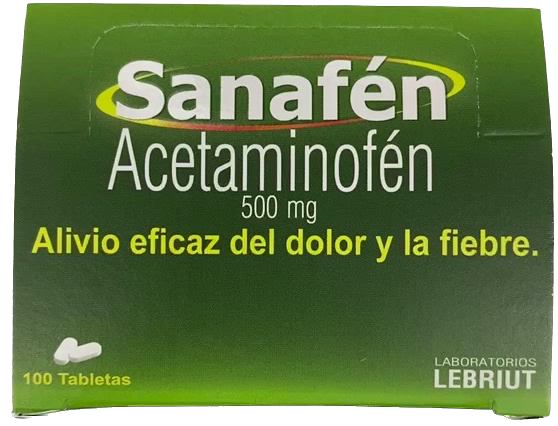 Sanafén
Acetaminofén
500 mg
Alivio eficaz del dolor y la fiebre.
100 Tabletas
LABORATORIOS
LEBRIUT